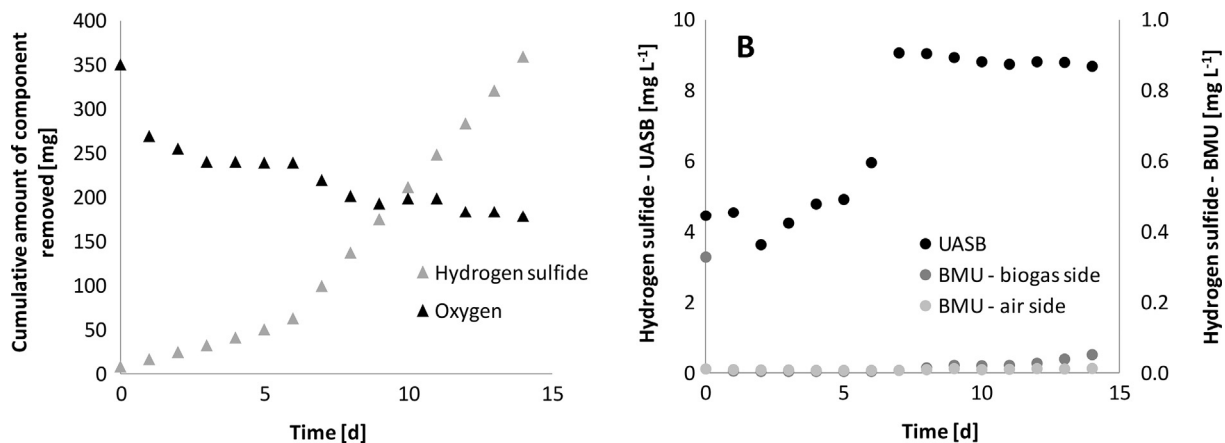 Cumulative amount of component
removed [mg]
400
350
300
250
200
150
100
50
0
0
5
10
15
Time [d]
Hydrogen sulfide
Oxygen
B
Hydrogen sulfide - UASB [mg L-1]
10
8
6
4
2
0
0
5
10
15
Time [d]
UASB
BMU - biogas side
BMU - air side
1.0
0.8
0.6
0.4
0.2
0.0
Hydrogen sulfide - BMU [mg L-1]